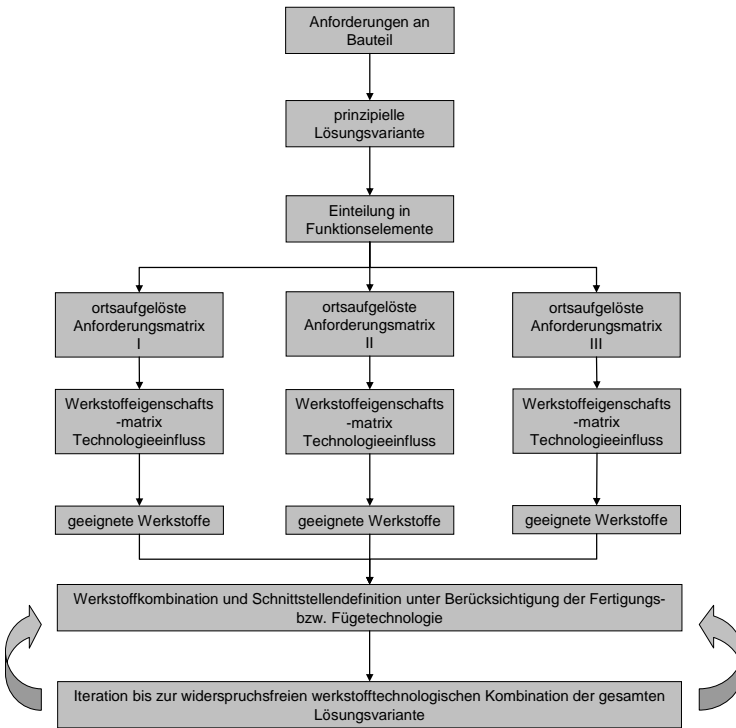 Anforderungen an
Bauteil
prinzipielle
Lösungsvariante
Einteilung in
Funktionselemente
ortsaufgelöste
Anforderungsmatrix
I
ortsaufgelöste
Anforderungsmatrix
II
ortsaufgelöste
Anforderungsmatrix
III
Werkstoffeigenschafts
-matrix
Technologieeinfluss
Werkstoffeigenschafts
-matrix
Technologieeinfluss
Werkstoffeigenschafts
-matrix
Technologieeinfluss
geeignete Werkstoffe
geeignete Werkstoffe
geeignete Werkstoffe
Werkstoffkombination und Schnittstellendefinition unter Berücksichtigung der Fertigungs-
bzw. Fügetechnologie
Iteration bis zur widerspruchsfreien werkstofftechnologischen Kombination der gesamten
Lösungsvariante